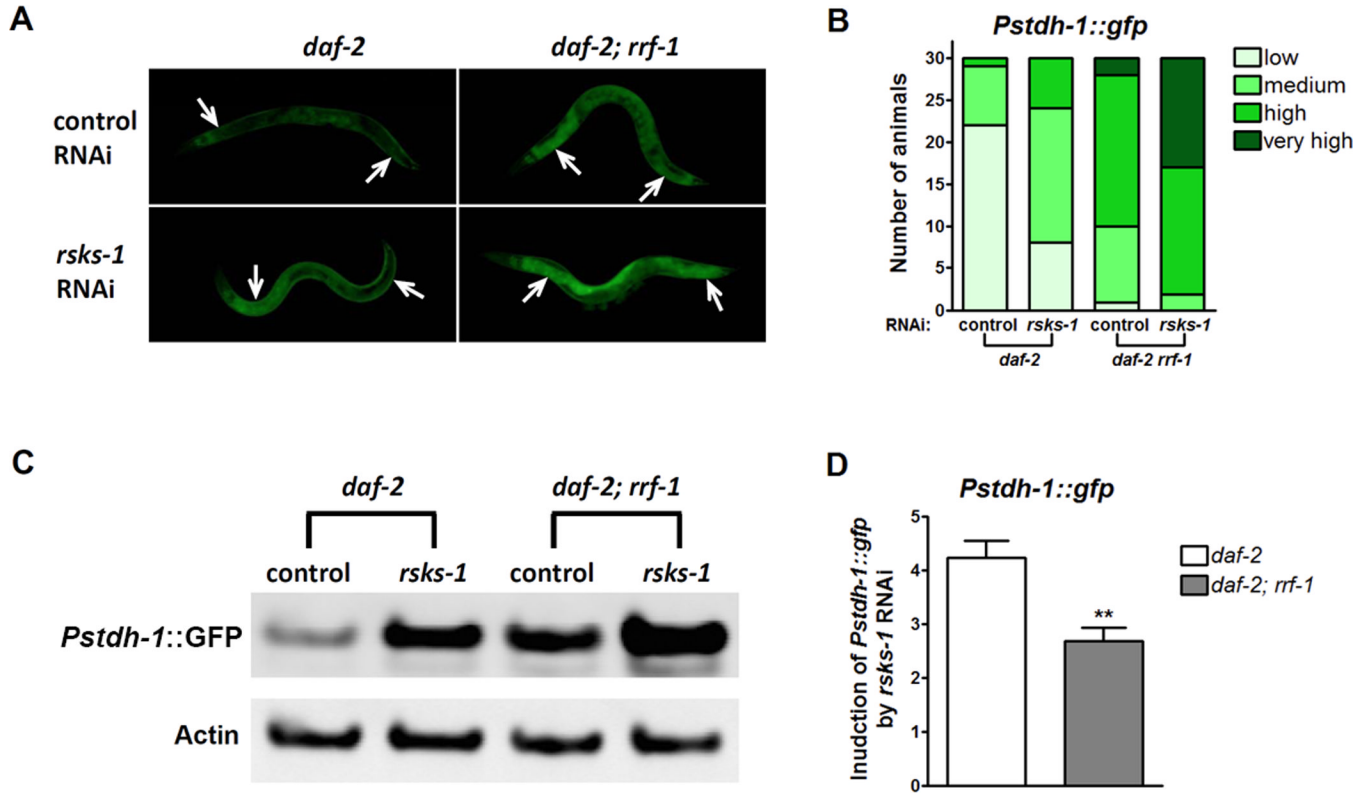 A
daf-2
daf-2; rrf-1
control
RNAi
rsks-1
RNAi
B
Pstdh-1::gfp
Number of animals
30
25
20
15
10
5
0
low
medium
high
very high
RNAi: control rsks-1 control rsks-1
daf-2
daf-2 rrf-1
C
daf-2
daf-2; rrf-1
control rsks-1 control rsks-1
Pstdh-1::GFP
Actin
D
Pstdh-1::gfp
Inudction of Pstdh-1::gfp
by rsks-1 RNAi
5
4
3
2
1
0
**
daf-2
daf-2; rrf-1